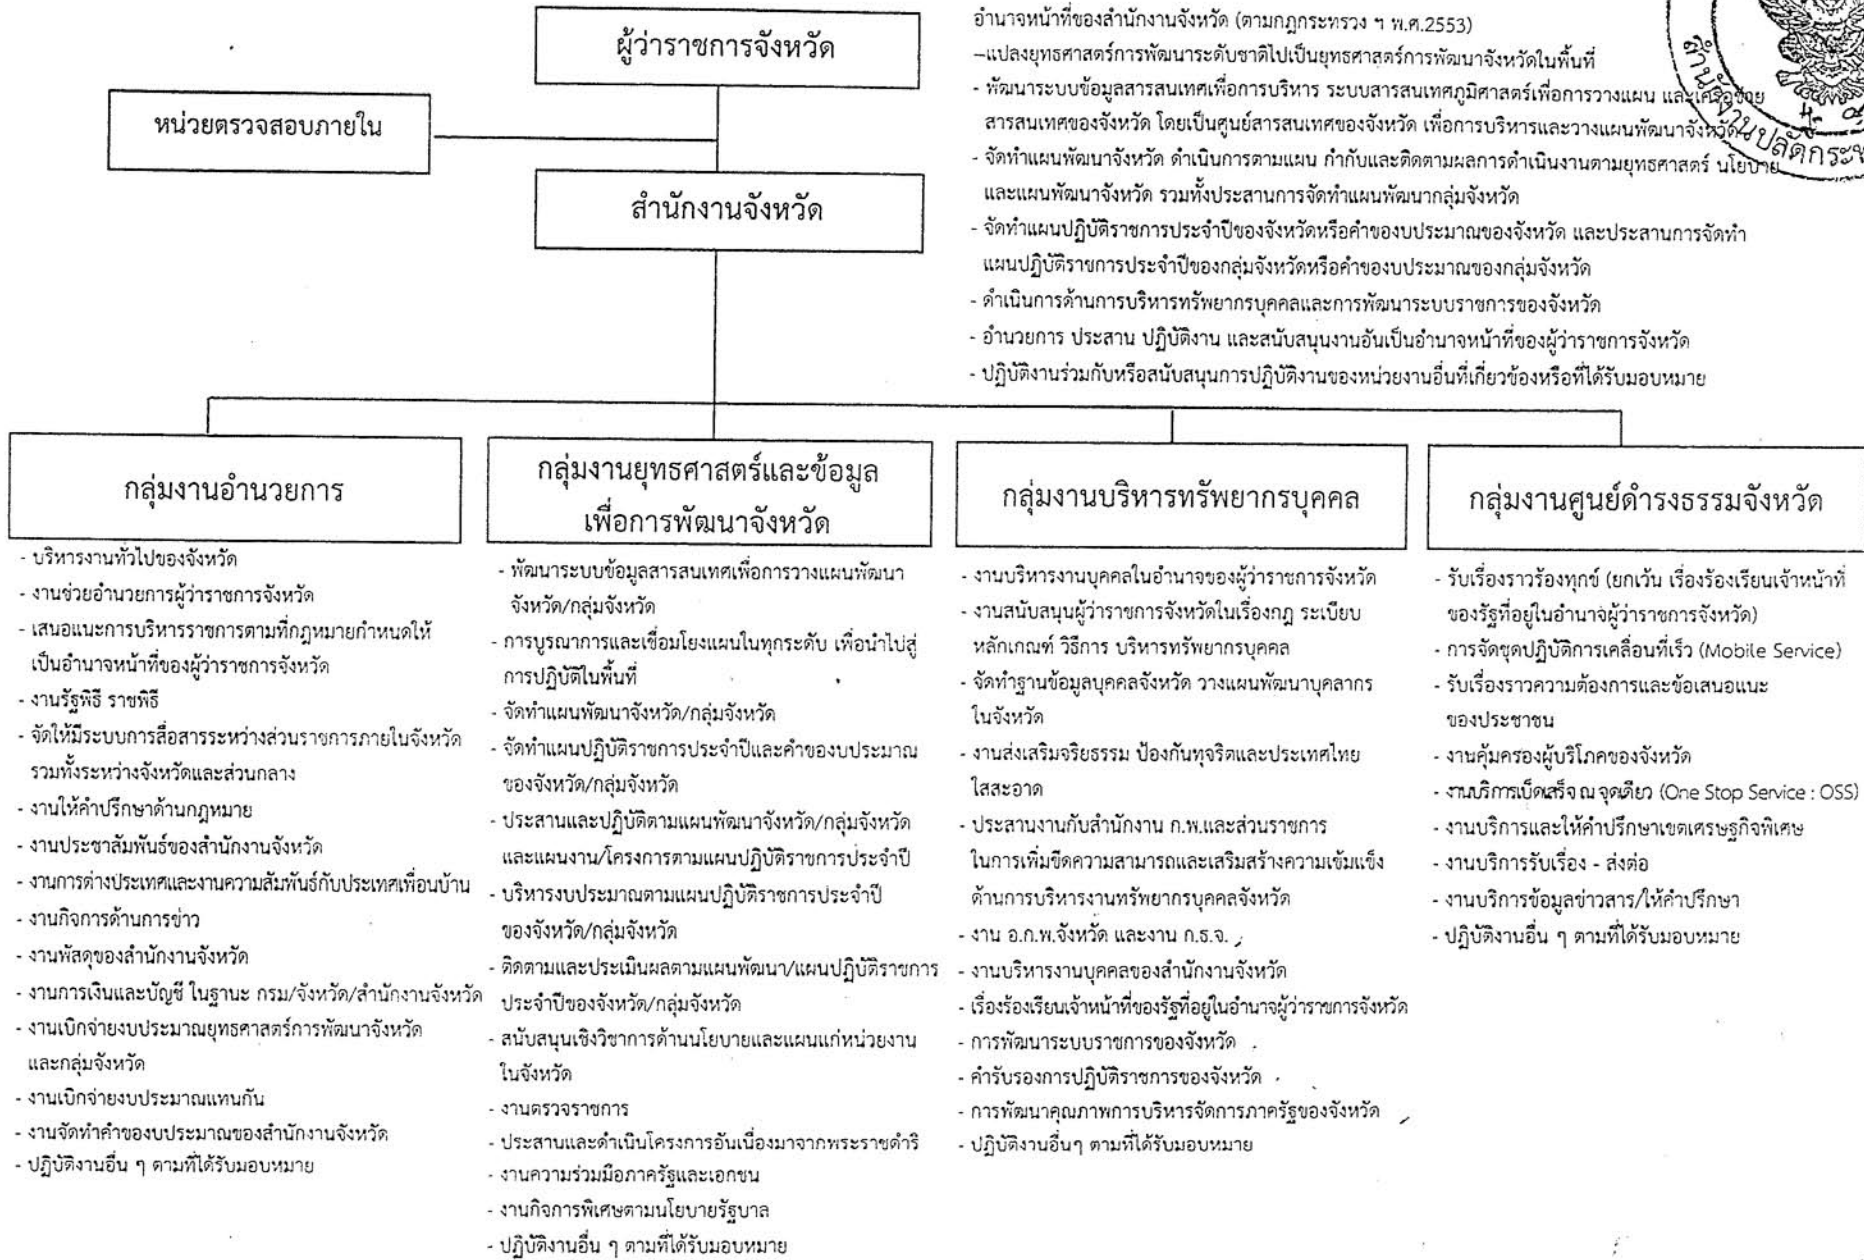 ผู้ว่าราชการจังหวัด
หน่วยตรวจสอบภายใน
สำนักงานจังหวัด
อำนาจหน้าที่ของสำนักงานจังหวัด (ตามกฎกระทรวง ฯ พ.ศ.2553)
–แปลงยุทธศาสตร์การพัฒนาระดับชาติไปเป็นยุทธศาสตร์การพัฒนาจังหวัดในพื้นที่
- พัฒนาระบบข้อมูลสารสนเทศเพื่อการบริหาร ระบบสารสนเทศภูมิศาสตร์เพื่อการวางแผน และเครือข่าย
สารสนเทศของจังหวัด โดยเป็นศูนย์สารสนเทศของจังหวัด เพื่อการบริหารและวางแผนพัฒนาจังหวัด
- จัดทำแผนพัฒนาจังหวัด ดำเนินการตามแผน กำกับและติดตามผลการดำเนินงานตามยุทธศาสตร์ นโยบาย
และแผนพัฒนาจังหวัด รวมทั้งประสานการจัดทำแผนพัฒนากลุ่มจังหวัด
- จัดทำแผนปฏิบัติราชการประจำปีของจังหวัดหรือคำของบประมาณของจังหวัด และประสานการจัดทำ
แผนปฏิบัติราชการประจำปีของกลุ่มจังหวัดหรือคำของบประมาณของกลุ่มจังหวัด
- ดำเนินการด้านการบริหารทรัพยากรบุคคลและการพัฒนาระบบราชการของจังหวัด
- อำนวยการ ประสาน ปฏิบัติงาน และสนับสนุนงานอันเป็นอำนาจหน้าที่ของผู้ว่าราชการจังหวัด
- ปฏิบัติงานร่วมกับหรือสนับสนุนการปฏิบัติงานของหน่วยงานอื่นที่เกี่ยวข้องหรือที่ได้รับมอบหมาย
สำนักงานปลัดกระท
กลุ่มงานอำนวยการ
- บริหารงานทั่วไปของจังหวัด
- งานช่วยอำนวยการผู้ว่าราชการจังหวัด
- เสนอแนะการบริหารราชการตามที่กฎหมายกำหนดให้
เป็นอำนาจหน้าที่ของผู้ว่าราชการจังหวัด
- งานรัฐพิธี ราชพิธี
- จัดให้มีระบบการสื่อสารระหว่างส่วนราชการภายในจังหวัด
รวมทั้งระหว่างจังหวัดและส่วนกลาง
- งานให้คำปรึกษาด้านกฎหมาย
- งานประชาสัมพันธ์ของสำนักงานจังหวัด
- งานการต่างประเทศและงานความสัมพันธ์กับประเทศเพื่อนบ้าน
- งานกิจการด้านการข่าว
- งานพัสดุของสำนักงานจังหวัด
- งานการเงินและบัญชี ในฐานะ กรม/จังหวัด/สำนักงานจังหวัด
- งานเบิกจ่ายงบประมาณยุทธศาสตร์การพัฒนาจังหวัด
และกลุ่มจังหวัด
- งานเบิกจ่ายงบประมาณแทนกัน
- งานจัดทำคำของบประมาณของสำนักงานจังหวัด
- ปฏิบัติงานอื่น ๆ ตามที่ได้รับมอบหมาย
กลุ่มงานยุทธศาสตร์และข้อมูล
เพื่อการพัฒนาจังหวัด
- พัฒนาระบบข้อมูลสารสนเทศเพื่อการวางแผนพัฒนา
จังหวัด/กลุ่มจังหวัด
- การบูรณาการและเชื่อมโยงแผนในทุกระดับ เพื่อนำไปสู่
การปฏิบัติในพื้นที่
- จัดทำแผนพัฒนาจังหวัด/กลุ่มจังหวัด
- จัดทำแผนปฏิบัติราชการประจำปีและคำของบประมาณ
ของจังหวัด/กลุ่มจังหวัด
- ประสานและปฏิบัติตามแผนพัฒนาจังหวัด/กลุ่มจังหวัด
และแผนงาน/โครงการตามแผนปฏิบัติราชการประจำปี
- บริหารงบประมาณตามแผนปฏิบัติราชการประจำปี
ของจังหวัด/กลุ่มจังหวัด
- ติดตามและประเมินผลตามแผนพัฒนา/แผนปฏิบัติราชการ
ประจำปีของจังหวัด/กลุ่มจังหวัด
- สนับสนุนเชิงวิชาการด้านนโยบายและแผนแก่หน่วยงาน
ในจังหวัด
- งานตรวจราชการ
- ประสานและดำเนินโครงการอันเนื่องมาจากพระราชดำริ
- งานความร่วมมือภาครัฐและเอกชน
- งานกิจการพิเศษตามนโยบายรัฐบาล
- ปฏิบัติงานอื่น ๆ ตามที่ได้รับมอบหมาย
กลุ่มงานบริหารทรัพยากรบุคคล
- งานบริหารงานบุคคลในอำนาจของผู้ว่าราชการจังหวัด
- งานสนับสนุนผู้ว่าราชการจังหวัดในเรื่องกฎ ระเบียบ
หลักเกณฑ์ วิธีการ บริหารทรัพยากรบุคคล
- จัดทำฐานข้อมูลบุคคลจังหวัด วางแผนพัฒนาบุคลากร
ในจังหวัด
- งานส่งเสริมจริยธรรม ป้องกันทุจริตและประเทศไทย
ใสสะอาด
- ประสานงานกับสำนักงาน ก.พ.และส่วนราชการ
ในการเพิ่มขีดความสามารถและเสริมสร้างความเข้มแข็ง
ด้านการบริหารงานทรัพยากรบุคคลจังหวัด
- งาน อ.ก.พ.จังหวัด และงาน ก.ธ.จ.
- งานบริหารงานบุคคลของสำนักงานจังหวัด
- เรื่องร้องเรียนเจ้าหน้าที่ของรัฐที่อยู่ในอำนาจผู้ว่าราชการจังหวัด
- การพัฒนาระบบราชการของจังหวัด
- คำรับรองการปฏิบัติราชการของจังหวัด
- การพัฒนาคุณภาพการบริหารจัดการภาครัฐของจังหวัด
- ปฏิบัติงานอื่นๆ ตามที่ได้รับมอบหมาย
กลุ่มงานศูนย์ดำรงธรรมจังหวัด
- รับเรื่องราวร้องทุกข์ (ยกเว้น เรื่องร้องเรียนเจ้าหน้าที่
ของรัฐที่อยู่ในอำนาจผู้ว่าราชการจังหวัด)
- การจัดชุดปฏิบัติการเคลื่อนที่เร็ว (Mobile Service)
- รับเรื่องราวความต้องการและข้อเสนอแนะ
ของประชาชน
- งานคุ้มครองผู้บริโภคของจังหวัด
- งานบริการเบ็ดเสร็จ ณ จุดเดียว (One Stop Service : OSS)
- งานบริการและให้คำปรึกษาเขตเศรษฐกิจพิเศษ
- งานบริการรับเรื่อง - ส่งต่อ
- งานบริการข้อมูลข่าวสาร/ให้คำปรึกษา
- ปฏิบัติงานอื่น ๆ ตามที่ได้รับมอบหมาย